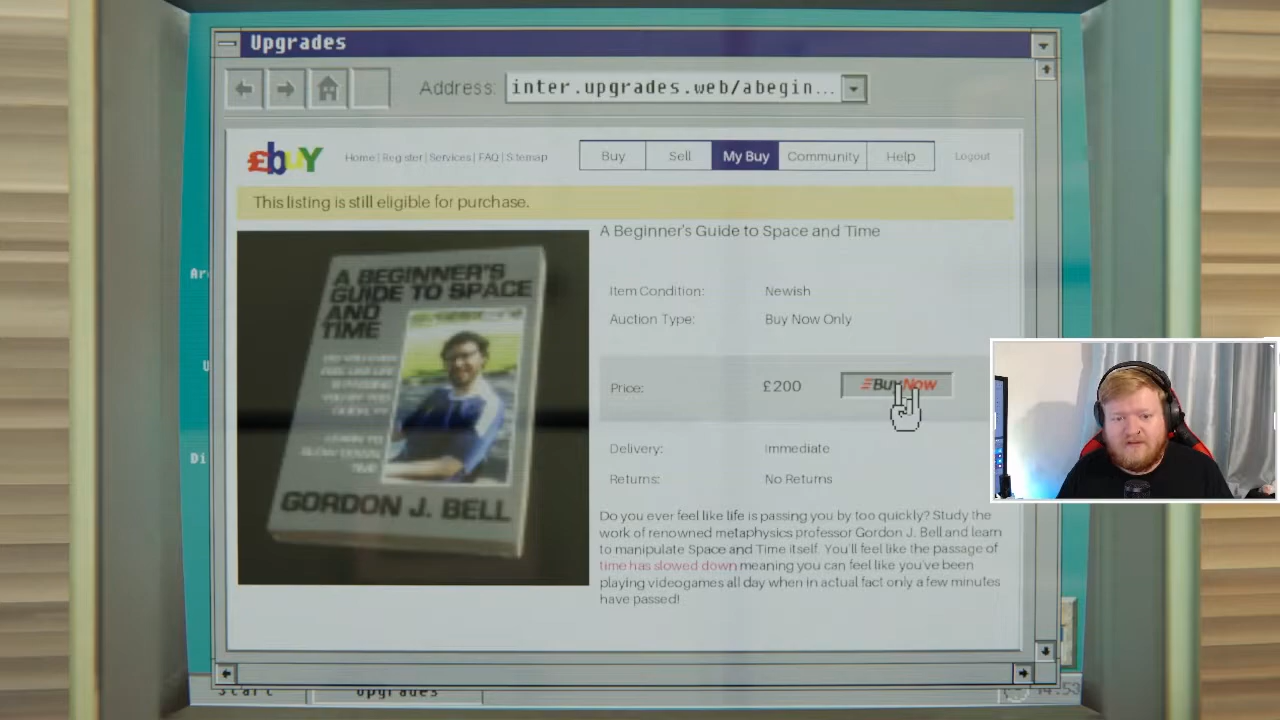 Upgrades
Address: inter.upgrades.web/abegin...
£buY Home | Register | Services | FAQ | Sitemap Buy Sell My Buy Community Help Logout
This listing is still eligible for purchase.
A Beginner's Guide to Space and Time
A BEGINNER'S
GUIDE TO SPACE
AND
TIME
GORDON J. BELL
Item Condition: Newish
Auction Type: Buy Now Only
Price: £200 BuyNow
Delivery: Immediate
Returns: No Returns
Do you ever feel like life is passing you by too quickly? Study the
work of renowned metaphysics professor Gordon J. Bell and learn
to manipulate Space and Time itself. You'll feel like the passage of
time has slowed down meaning you can feel like you've been
playing videogames all day when in actual fact only a few minutes
have passed!
Start Upgrades 14:53